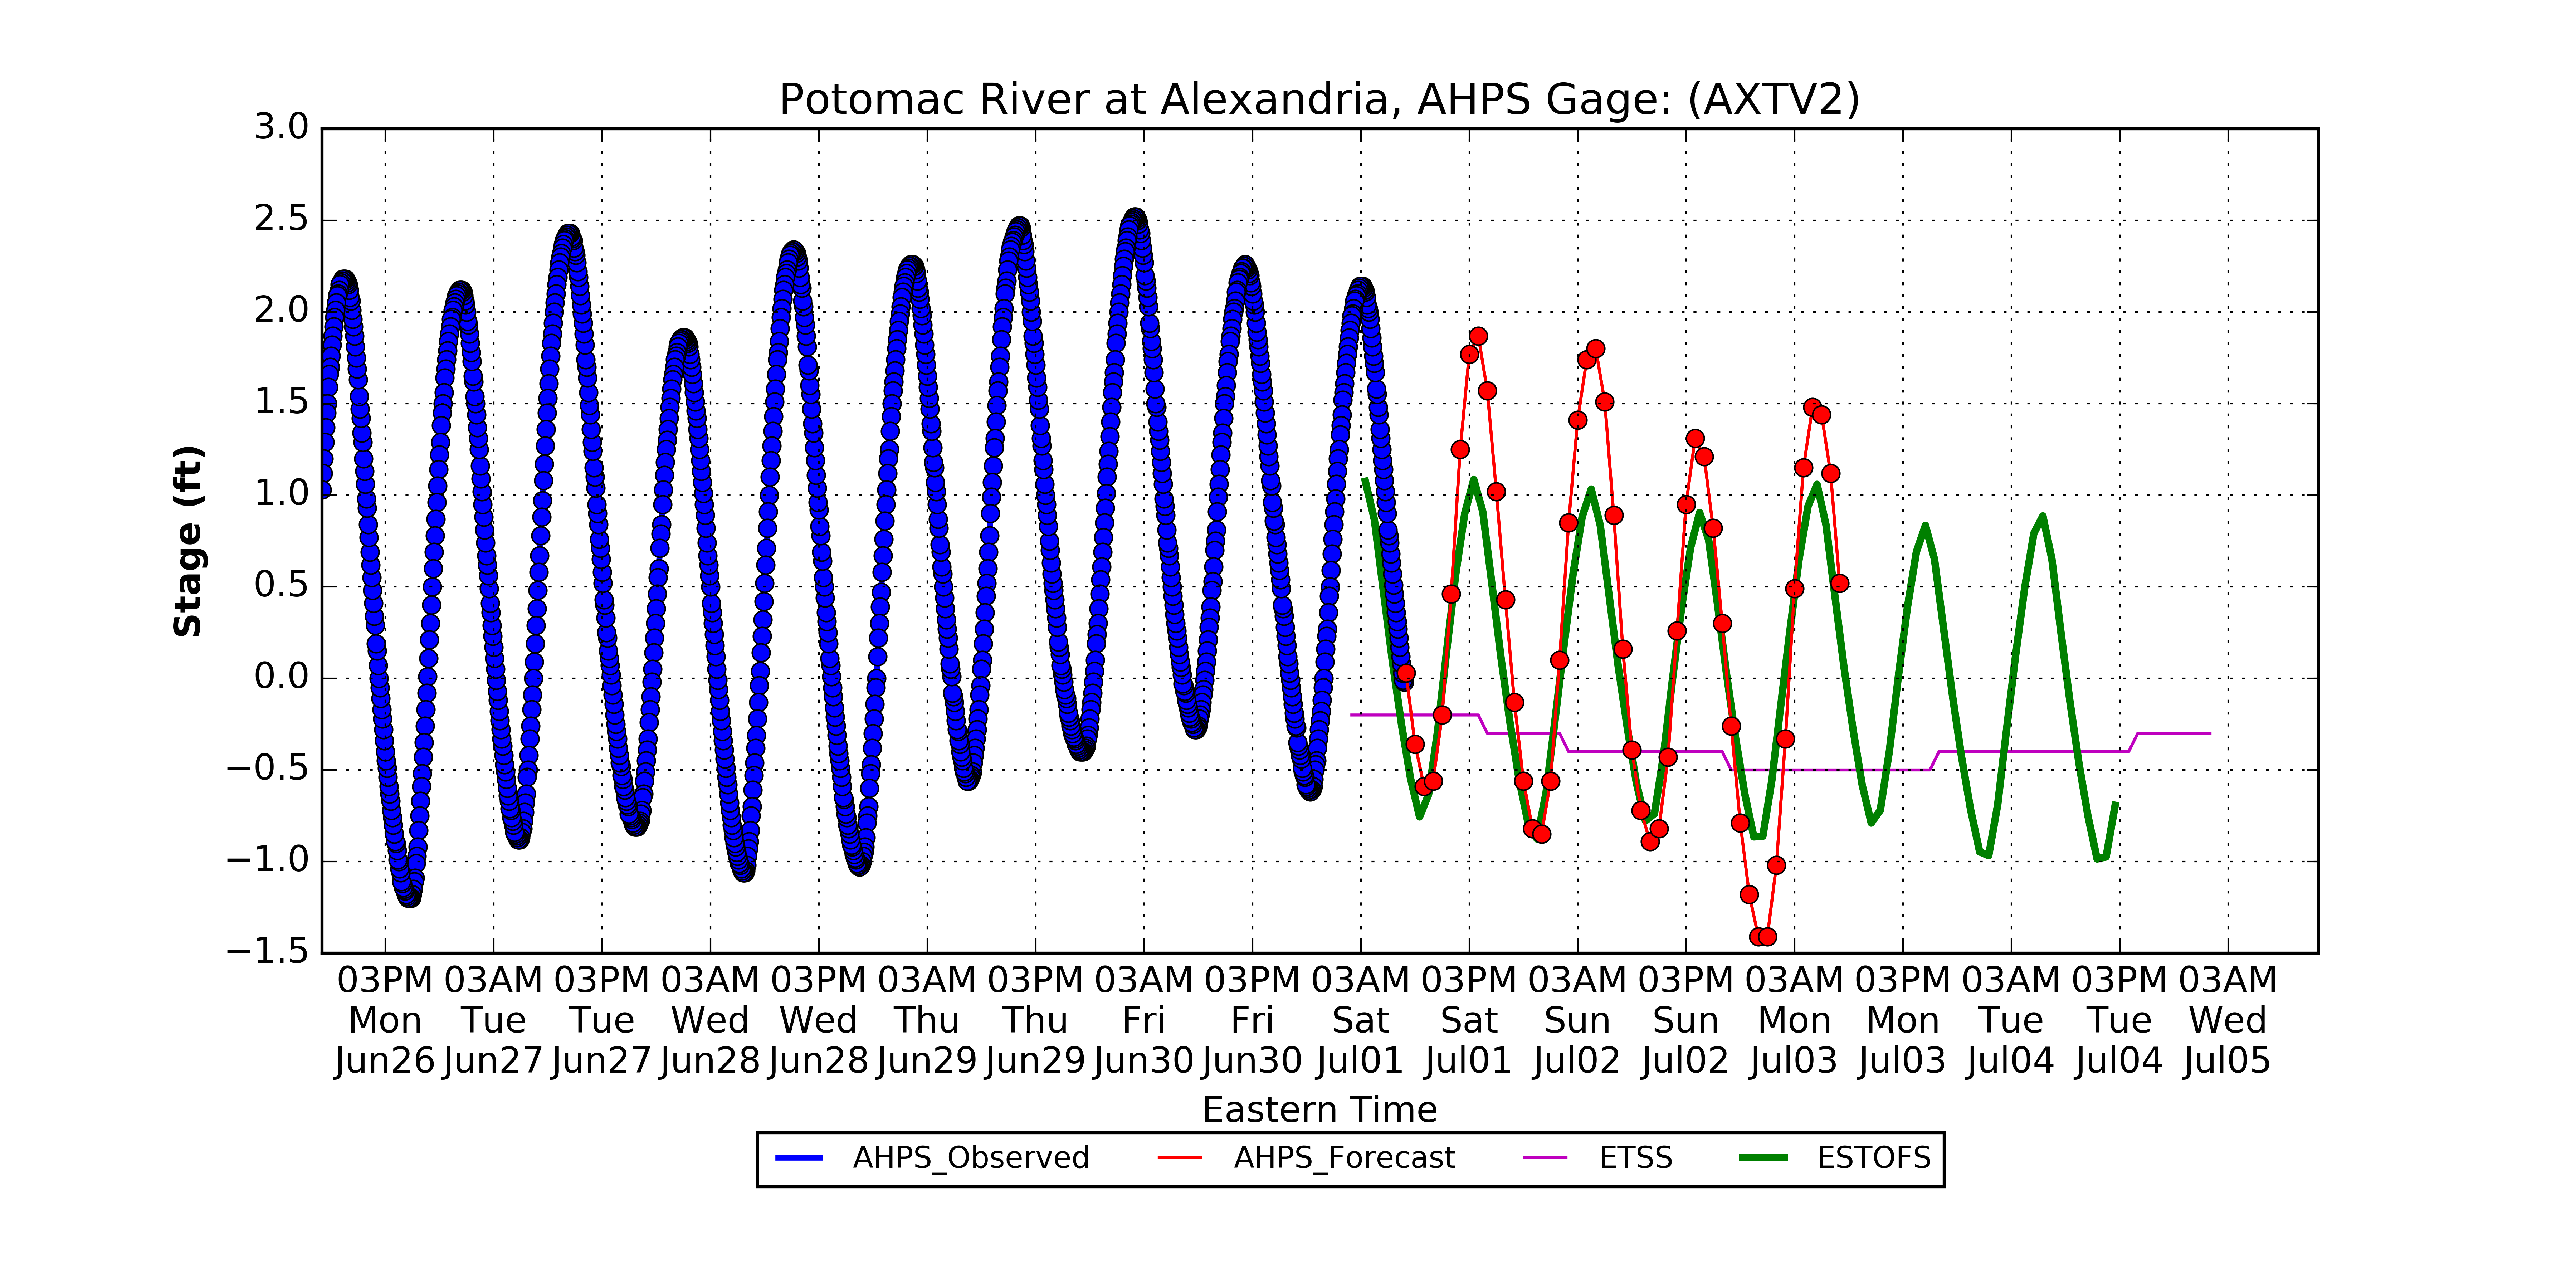 Potomac River at Alexandria, AHPS Gage: (AXTV2)
3.0
2.5
2.0
1.5
1.0
0.5
0.0
−0.5
−1.0
−1.5
Stage (ft)
03PM 03AM 03PM 03AM 03PM 03AM 03PM 03AM 03PM 03AM 03PM 03AM 03PM 03AM 03PM 03AM 03PM 03AM
Mon Tue Tue Wed Wed Thu Thu Fri Fri Sat Sat Sun Sun Mon Mon Tue Tue Wed
Jun26 Jun27 Jun27 Jun28 Jun28 Jun29 Jun29 Jun30 Jun30 Jul01 Jul01 Jul02 Jul02 Jul03 Jul03 Jul04 Jul04 Jul05
Eastern Time
AHPS_Observed AHPS_Forecast ETSS ESTOFS